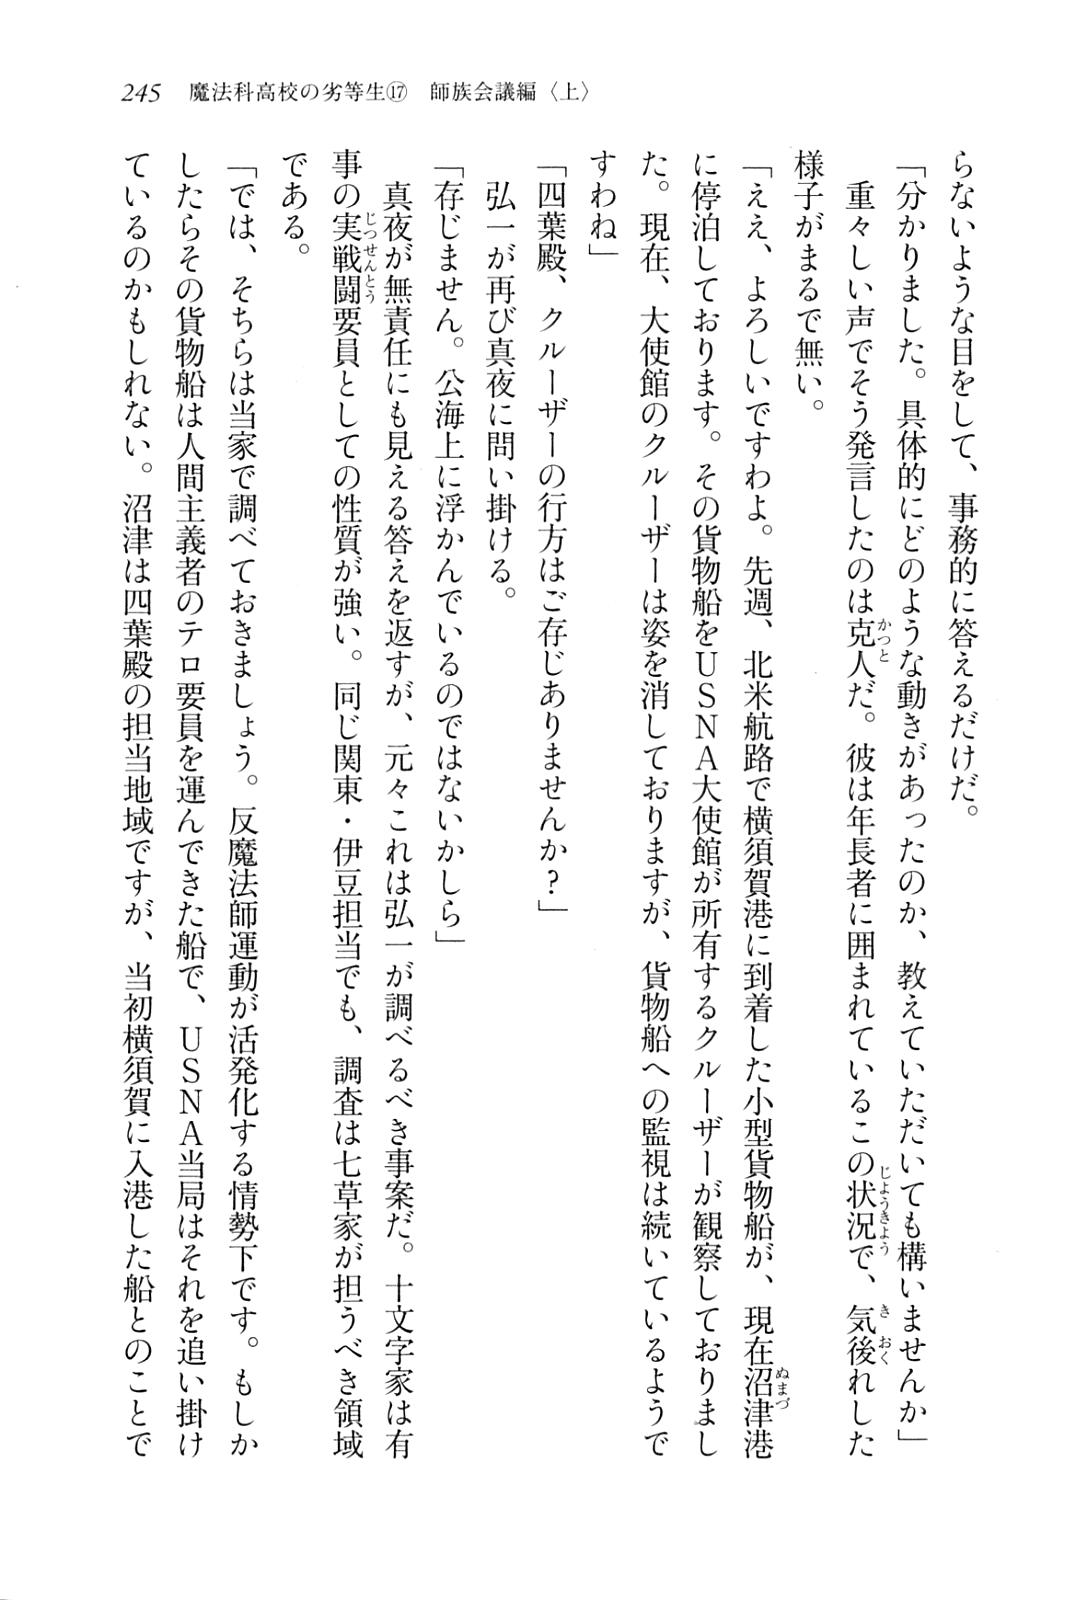 245　魔法科高校の劣等生⑰　師族会議編〈上〉
らないような目をして、事務的に答えるだけだ。
「分かりました。具体的にどのような動きがあったのか、教えていただいても構いませんか」
　重々しい声でそう発言したのは克人だ。彼は年長者に囲まれているこの状況で、気後れした
様子がまるで無い。
「ええ、よろしいですわよ。先週、北米航路で横須賀港に到着した小型貨物船が、現在沼津港
に停泊しております。その貨物船をＵＳＮＡ大使館が所有するクルーザーが観察しておりまし
た。現在、大使館のクルーザーは姿を消しておりますが、貨物船への監視は続いているようで
すわね」
「四葉殿、クルーザーの行方はご存じありませんか？」
　弘一が再び真夜に問い掛ける。
「存じません。公海上に浮かんでいるのではないかしら」
　真夜が無責任にも見える答えを返すが、元々これは弘一が調べるべき事案だ。十文字家は有
事の実戦闘要員としての性質が強い。同じ関東・伊豆担当でも、調査は七草家が担うべき領域
である。
「では、そちらは当家で調べておきましょう。反魔法師運動が活発化する情勢下です。もしか
したらその貨物船は人間主義者のテロ要員を運んできた船で、ＵＳＮＡ当局はそれを追い掛け
ているのかもしれない。沼津は四葉殿の担当地域ですが、当初横須賀に入港した船とのことで